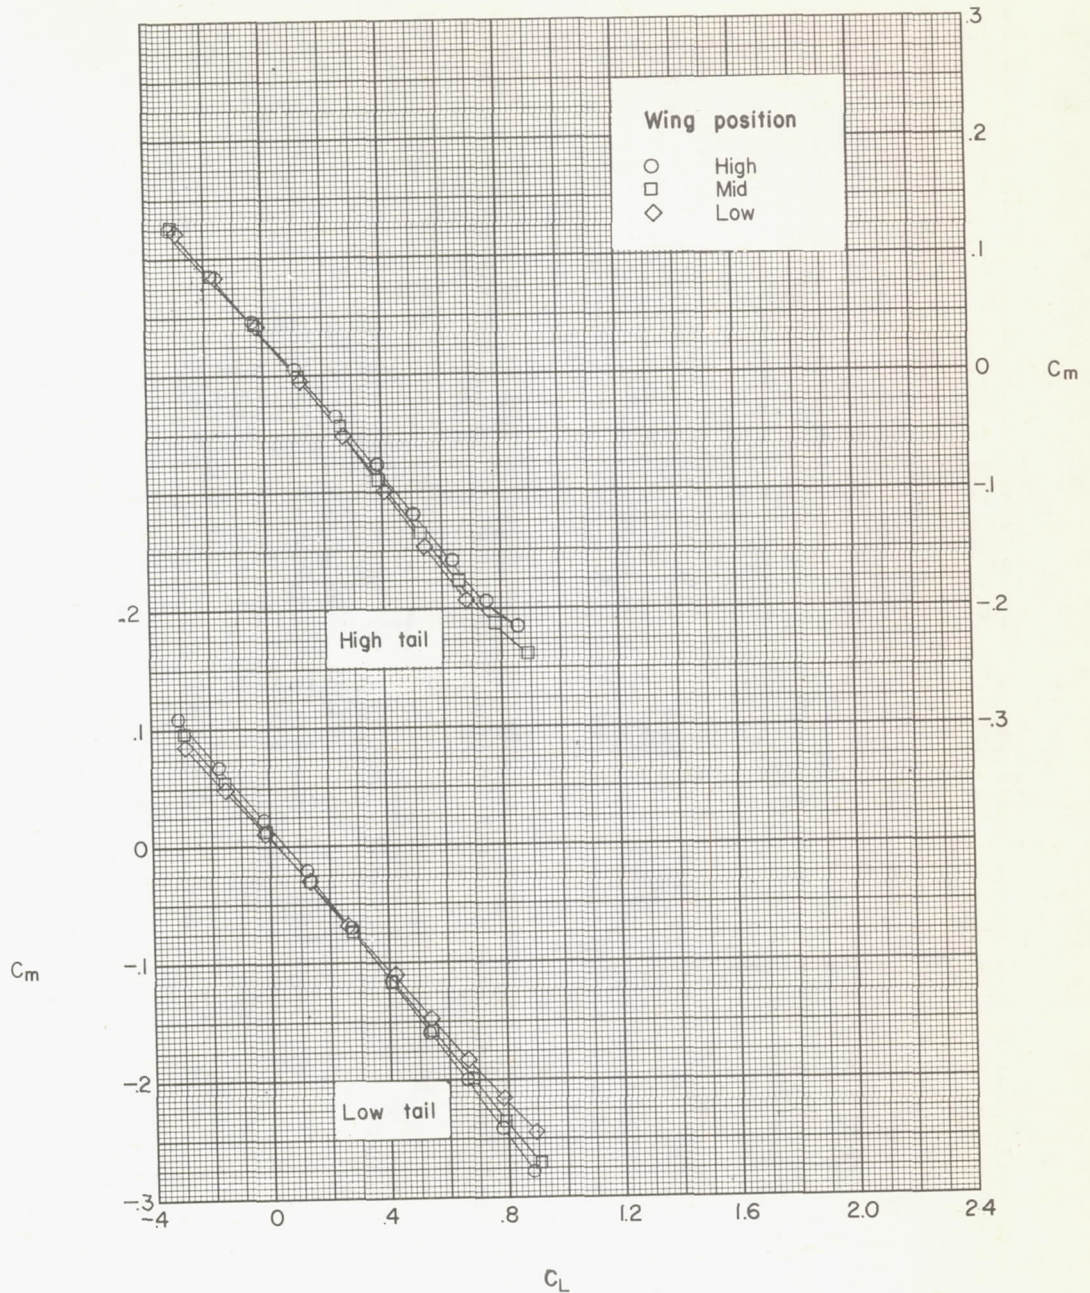 .3
Wing position
High
Mid
Low
.2
.1
0
Cm
-.1
-.2
.2
High tail
-.3
.1
0
-.1
Cm
-.2
Low tail
-.3
-.4 0 .4 .8 1.2 1.6 2.0 2.4
CL